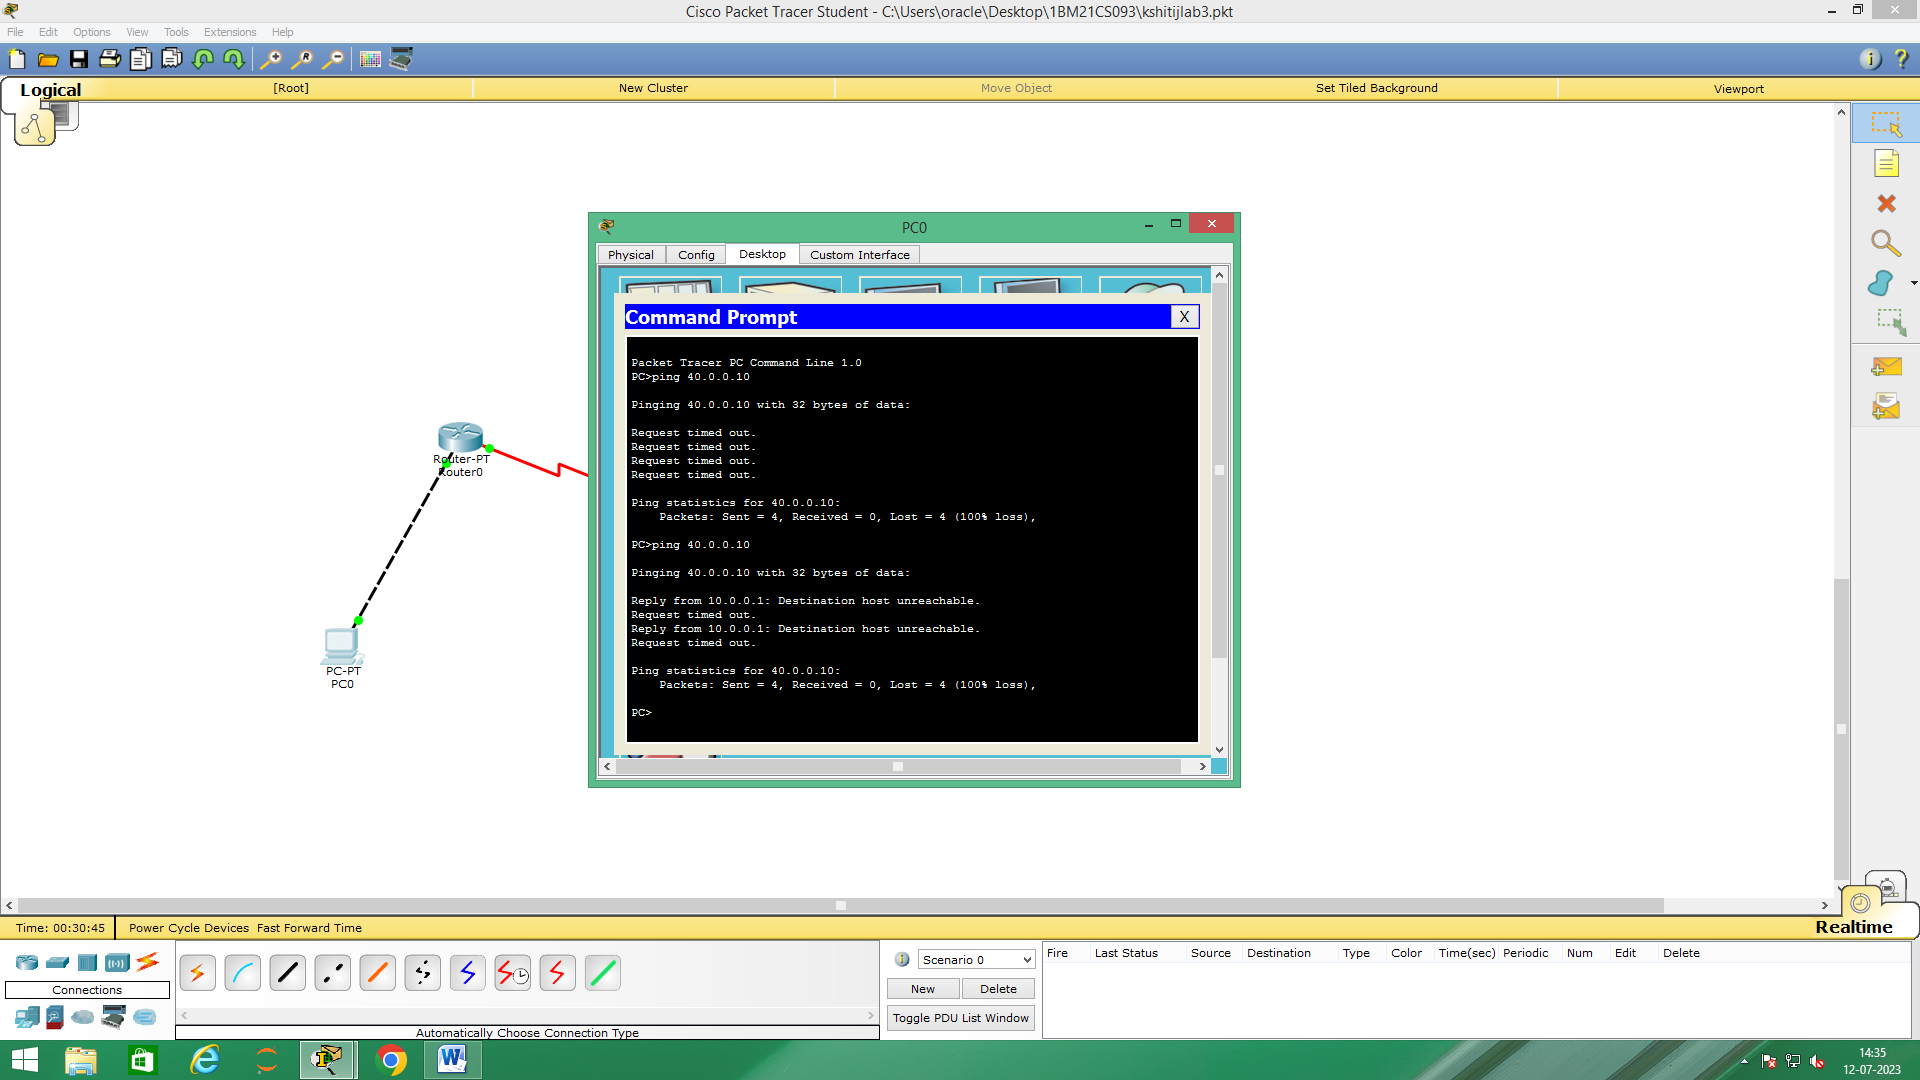 Cisco Packet Tracer Student - C:\Users\oracle\Desktop\1BM21CS093\kshitijlab3.pkt
File Edit Options View Tools Extensions Help
Logical [Root] New Cluster Move Object Set Tiled Background Viewport
PC0
Physical Config Desktop Custom Interface
Command Prompt X
Packet Tracer PC Command Line 1.0
PC>ping 40.0.0.10
Pinging 40.0.0.10 with 32 bytes of data:
Request timed out.
Request timed out.
Request timed out.
Request timed out.
Ping statistics for 40.0.0.10:
Packets: Sent = 4, Received = 0, Lost = 4 (100% loss),
PC>ping 40.0.0.10
Pinging 40.0.0.10 with 32 bytes of data:
Reply from 10.0.0.1: Destination host unreachable.
Request timed out.
Reply from 10.0.0.1: Destination host unreachable.
Request timed out.
Ping statistics for 40.0.0.10:
Packets: Sent = 4, Received = 0, Lost = 4 (100% loss),
PC>
Router-PT
Router0
PC-PT
PC0
Time: 00:30:45 Power Cycle Devices Fast Forward Time
Realtime
Connections
Automatically Choose Connection Type
Scenario 0
New Delete
Toggle PDU List Window
Fire Last Status Source Destination Type Color Time(sec) Periodic Num Edit Delete
14:35
12-07-2023